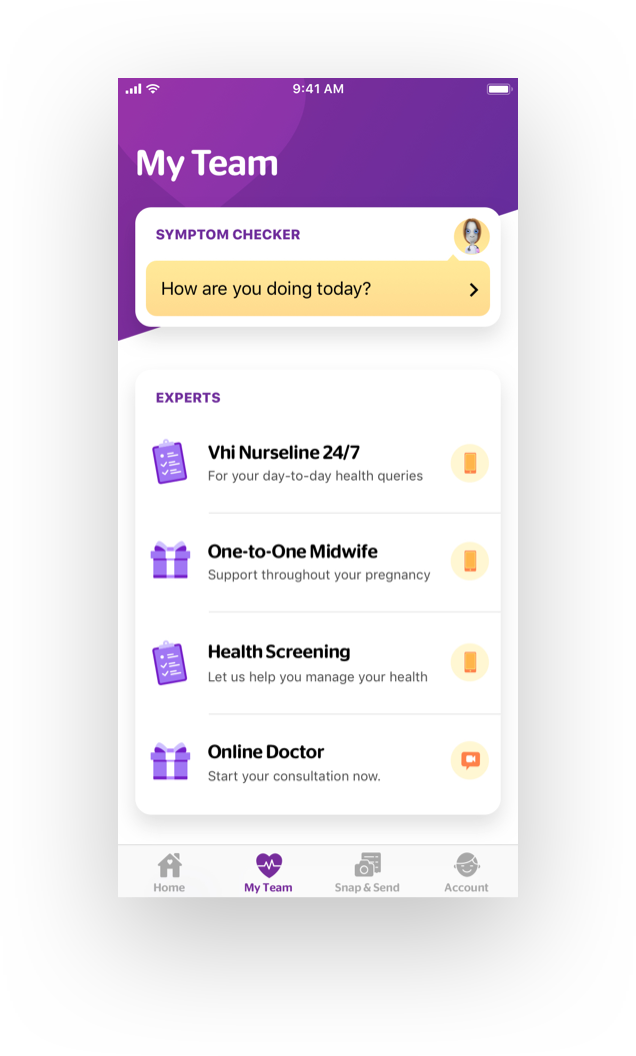 9:41 AM
My Team
SYMPTOM CHECKER
How are you doing today?
EXPERTS
Vhi Nurseline 24/7
For your day-to-day health queries
One-to-One Midwife
Support throughout your pregnancy
Health Screening
Let us help you manage your health
Online Doctor
Start your consultation now.
Home
My Team
Snap & Send
Account